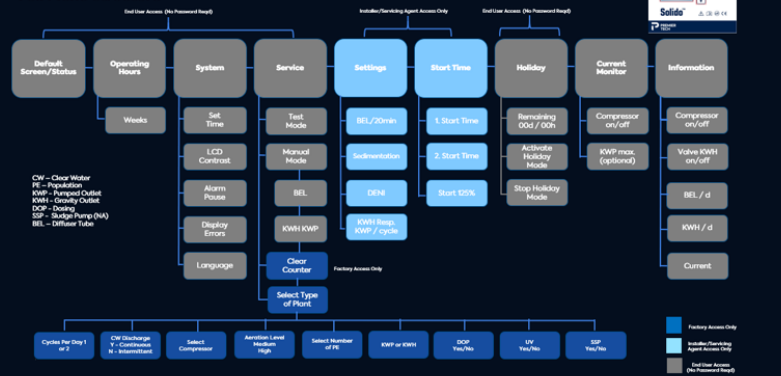 Solido
PREMIER
TECH
End User Access (No Password Reqd)
Installer/Servicing Agent Access Only
End User Access (No Password Reqd)
Default
Screen/Status
Operating
Hours
System
Service
Settings
Start Time
Holiday
Current
Monitor
Information
Weeks
Set
Time
LCD
Contrast
Alarm
Pause
Display
Errors
Language
Test
Mode
Manual
Mode
BEL
KWH KWP
Clear
Counter
Factory Access Only
Select Type
of Plant
BEL/20min
Sedimentation
DENI
KWH Resp.
KWP / cycle
1. Start Time
2. Start Time
Start 125%
Remaining
00d / 00h
Activate
Holiday
Mode
Stop Holiday
Mode
Compressor
on/off
KWP max.
(optional)
Compressor
on/off
Valve KWH
on/off
BEL / d
KWH / d
Current
CW – Clear Water
PE – Population
KWP - Pumped Outlet
KWH - Gravity Outlet
DOP - Dosing
SSP - Sludge Pump (NA)
BEL – Diffuser Tube
Cycles Per Day 1
or 2
CW Discharge
Y - Continuous
N - Intermittent
Select
Compressor
Aeration Level
Medium
High
Select Number
of PE
KWP or KWH
DOP
Yes/No
UV
Yes/No
SSP
Yes/No
Factory Access Only
Installer/Servicing
Agent Access Only
End User Access
(No Password Reqd)